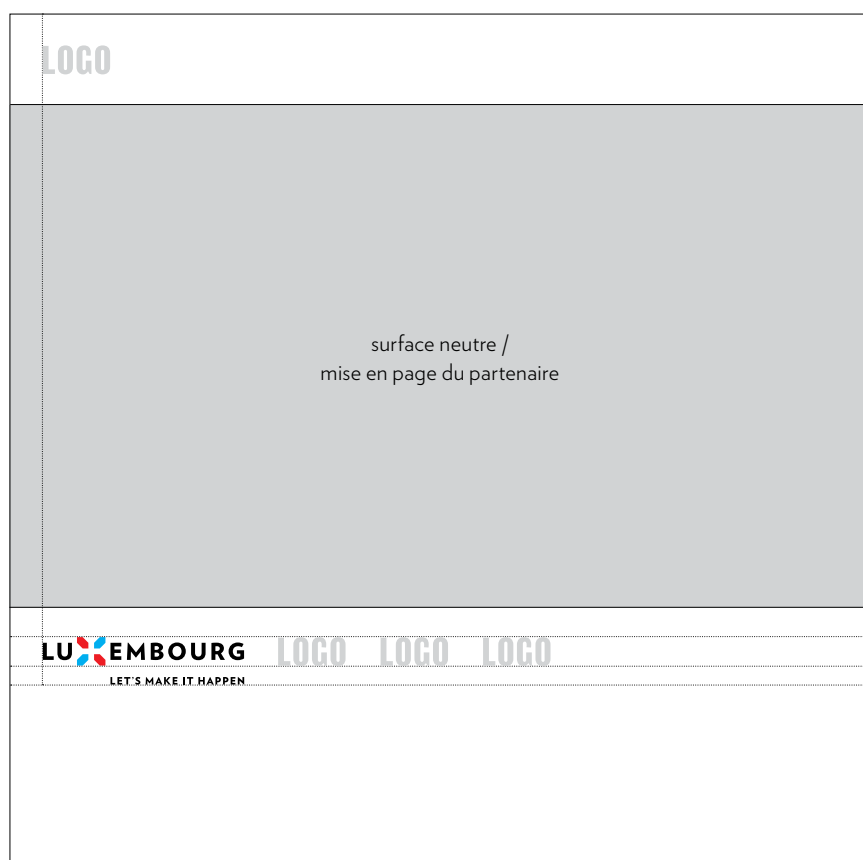 LOGO
surface neutre /
mise en page du partenaire
LUXEMBOURG LOGO LOGO LOGO
LET'S MAKE IT HAPPEN